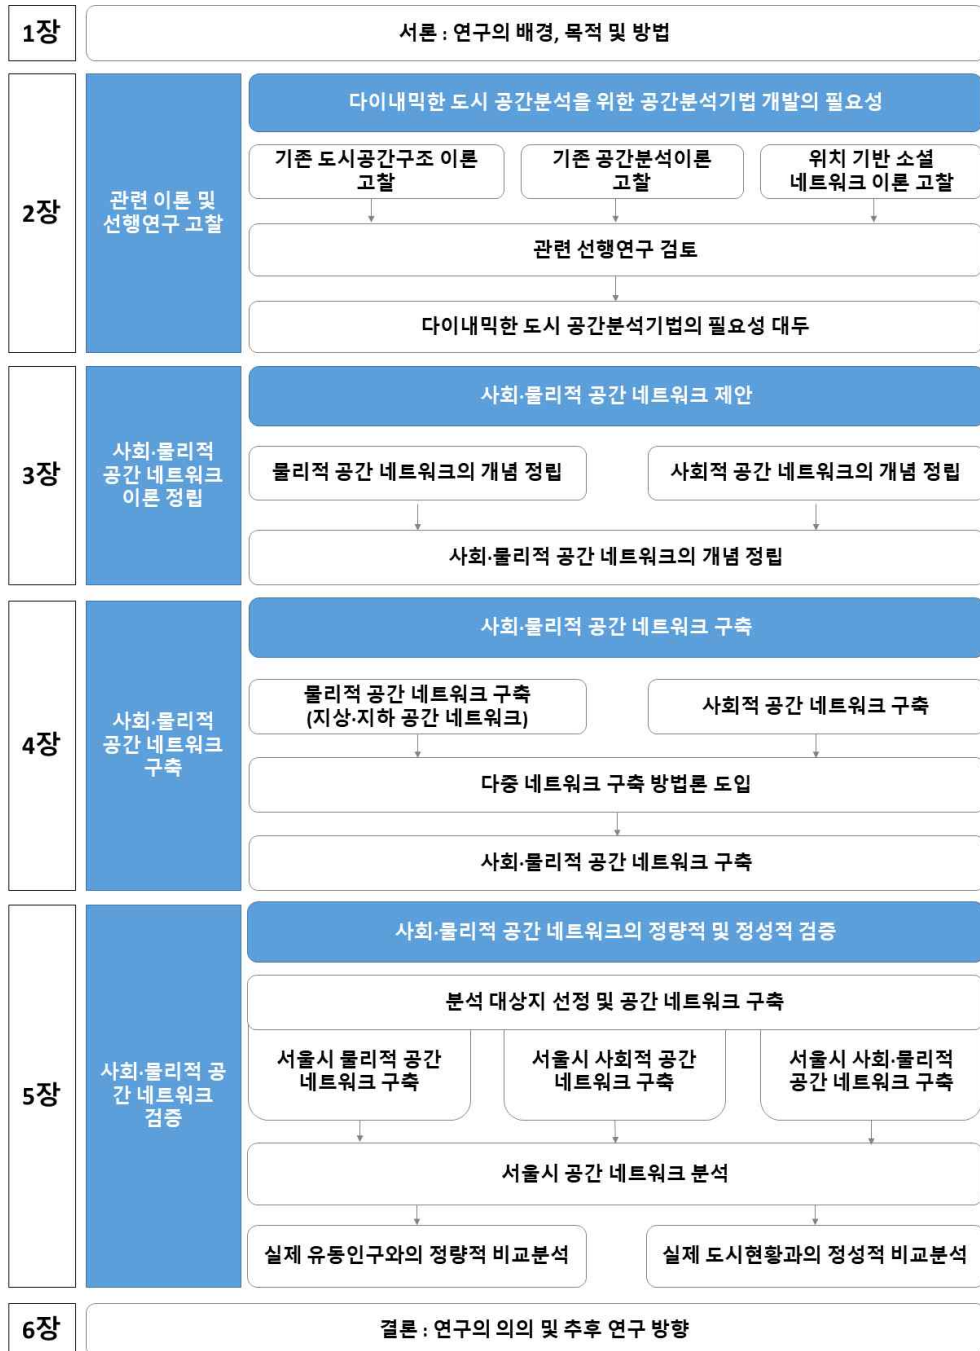 1장
서론 : 연구의 배경, 목적 및 방법
2장
관련 이론 및
선행연구 고찰
다이내믹한 도시 공간분석을 위한 공간분석기법 개발의 필요성
기존 도시공간구조 이론
고찰
기존 공간분석이론
고찰
위치 기반 소셜
네트워크 이론 고찰
관련 선행연구 검토
다이내믹한 도시 공간분석기법의 필요성 대두
3장
사회·물리적
공간 네트워크
이론 정립
사회·물리적 공간 네트워크 제안
물리적 공간 네트워크의 개념 정립
사회적 공간 네트워크의 개념 정립
사회·물리적 공간 네트워크의 개념 정립
4장
사회·물리적
공간 네트워크
구축
사회·물리적 공간 네트워크 구축
물리적 공간 네트워크 구축
(지상·지하 공간 네트워크)
사회적 공간 네트워크 구축
다중 네트워크 구축 방법론 도입
사회·물리적 공간 네트워크 구축
5장
사회·물리적 공
간 네트워크
검증
사회·물리적 공간 네트워크의 정량적 및 정성적 검증
분석 대상지 선정 및 공간 네트워크 구축
서울시 물리적 공간
네트워크 구축
서울시 사회적 공간
네트워크 구축
서울시 사회·물리적
공간 네트워크 구축
서울시 공간 네트워크 분석
실제 유동인구와의 정량적 비교분석
실제 도시현황과의 정성적 비교분석
6장
결론 : 연구의 의의 및 추후 연구 방향